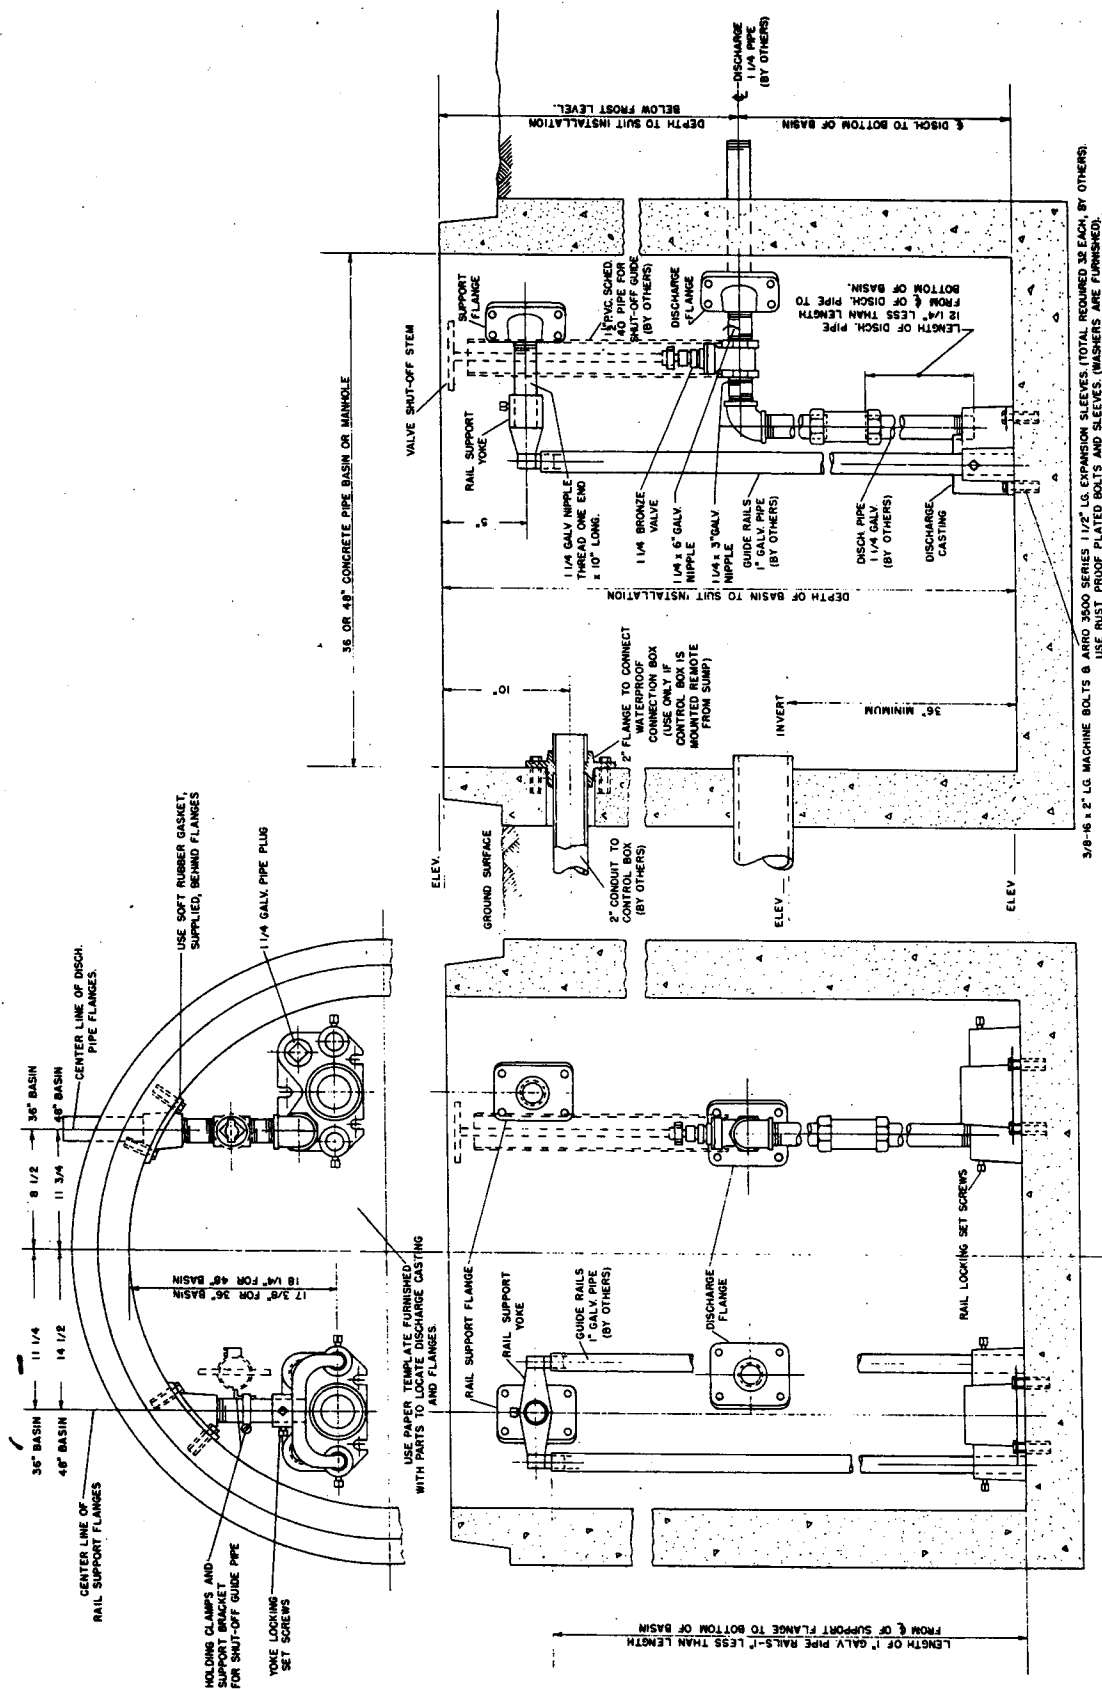 36" BASIN 11 1/4
48" BASIN 14 1/2
8 1/2 36" BASIN
11 3/4 48" BASIN
CENTER LINE OF
RAIL SUPPORT FLANGES
CENTER LINE OF DISCH.
PIPE FLANGES.
USE SOFT RUBBER GASKET,
SUPPLIED, BEHIND FLANGES
1 1/4 GALV. PIPE PLUG
17 3/8" FOR 36" BASIN
18 1/4" FOR 48" BASIN
HOLDING CLAMPS AND
SUPPORT BRACKET
FOR SHUT-OFF GUIDE PIPE
YOKE LOCKING
SET SCREWS
USE PAPER TEMPLATE FURNISHED
WITH PARTS TO LOCATE DISCHARGE CASTING
AND FLANGES.
RAIL SUPPORT FLANGE
RAIL SUPPORT
YOKE
GUIDE RAILS
1" GALV. PIPE
(BY OTHERS)
DISCHARGE
FLANGE
RAIL LOCKING SET SCREWS
LENGTH OF 1" GALV. PIPE RAILS-1" LESS THAN LENGTH
FROM ℄ OF SUPPORT FLANGE TO BOTTOM OF BASIN
36 OR 48" CONCRETE PIPE BASIN OR MANHOLE
VALVE SHUT-OFF STEM
ELEV.
GROUND SURFACE
2" CONDUIT TO
CONTROL BOX
(BY OTHERS)
ELEV
ELEV
10"
2" FLANGE TO CONNECT
WATERPROOF
CONNECTION BOX
(USE ONLY IF
CONTROL BOX IS
MOUNTED REMOTE
FROM SUMP)
INVERT
36" MINIMUM
DEPTH OF BASIN TO SUIT INSTALLATION
RAIL SUPPORT
YOKE
SUPPORT
FLANGE
1 1/4 GALV NIPPLE
THREAD ONE END
x 10" LONG.
P.V.C. SCHED.
40 PIPE FOR
SHUT-OFF GUIDE
(BY OTHERS)
1 1/4 BRONZE
VALVE
1 1/4 x 6" GALV.
NIPPLE
1 1/4 x 3" GALV.
NIPPLE
GUIDE RAILS
1" GALV. PIPE
(BY OTHERS)
DISCHARGE
FLANGE
DISCH PIPE
1 1/4 GALV.
(BY OTHERS)
DISCHARGE
CASTING
LENGTH OF DISCH. PIPE
12 1/4" LESS THAN LENGTH
FROM ℄ OF DISCH. PIPE TO
BOTTOM OF BASIN.
DEPTH TO SUIT INSTALLATION
BELOW FROST LEVEL.
℄ DISCH. TO BOTTOM OF BASIN
℄ DISCHARGE
1 1/4 PIPE
(BY OTHERS)
3/8-16 x 2" LG. MACHINE BOLTS & ARRO 3500 SERIES 1 1/2" LG. EXPANSION SLEEVES. (TOTAL REQUIRED 32 EACH, BY OTHERS).
USE RUST PROOF PLATED BOLTS AND SLEEVES. (WASHERS ARE FURNISHED).